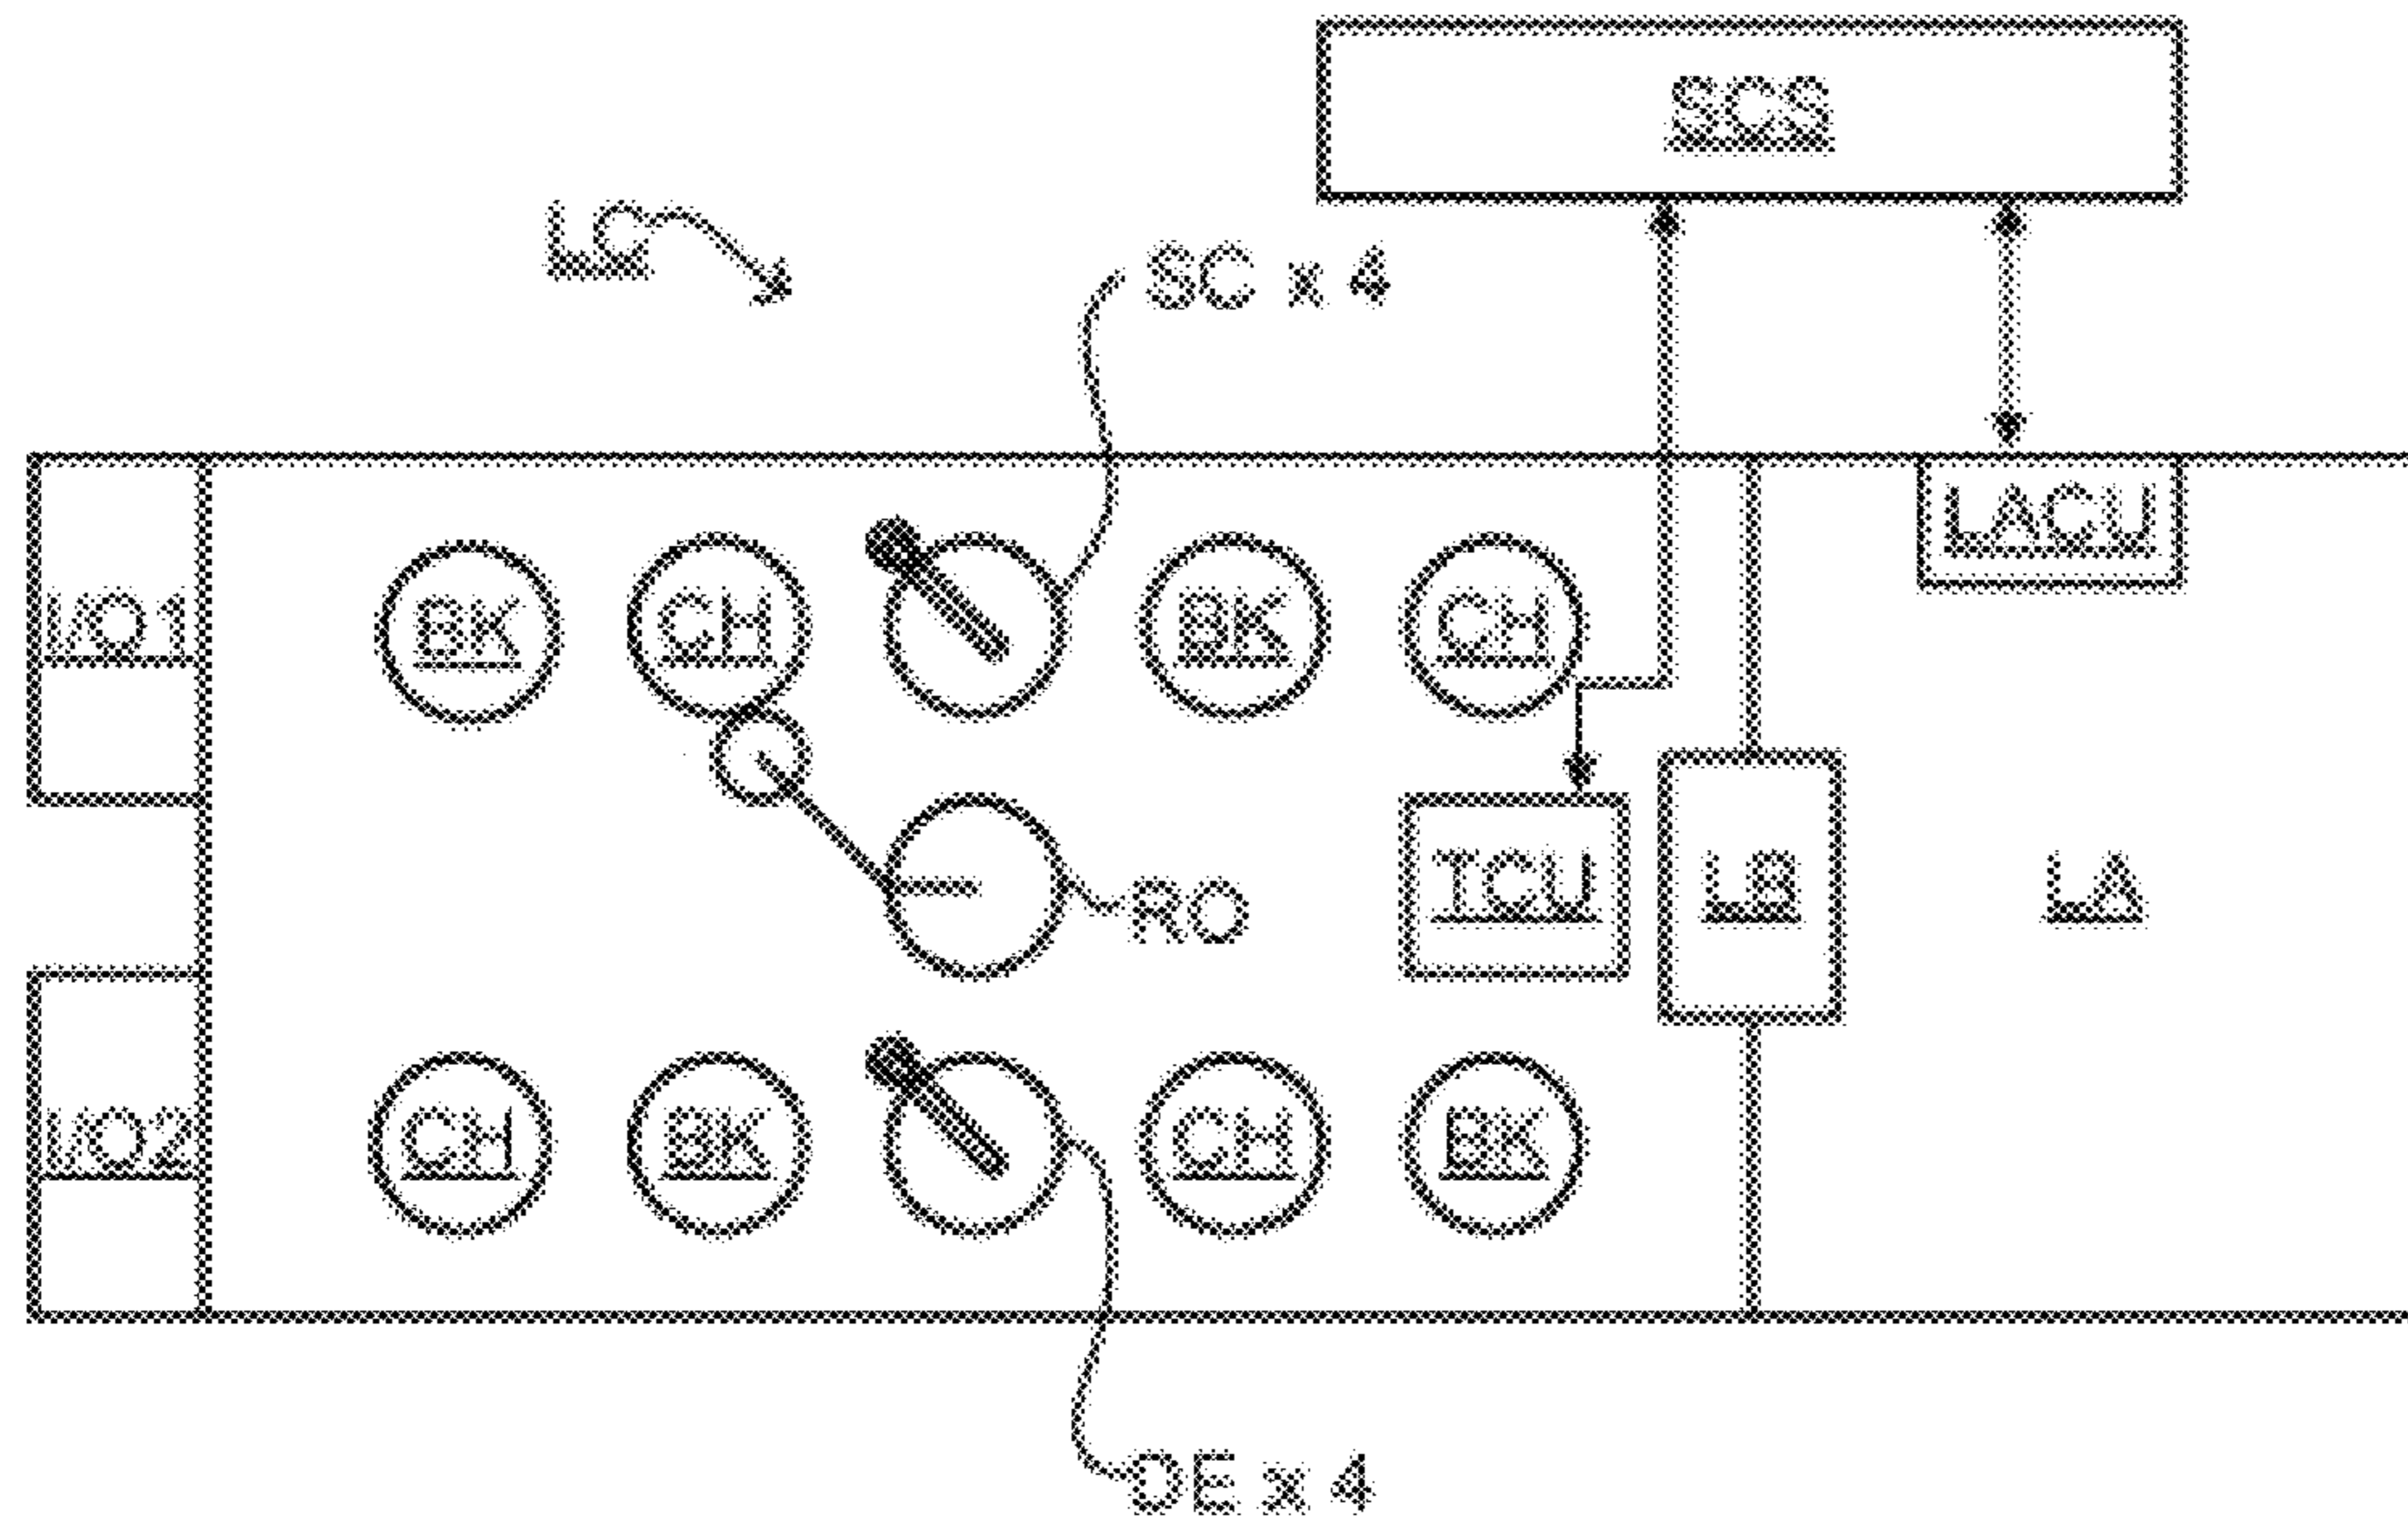 SCS
LC
SC x 4
LACU
I/O1
BK
CH
BK
CH
RO
TCU
LB
LA
I/O2
CH
BK
CH
BK
DE x 4